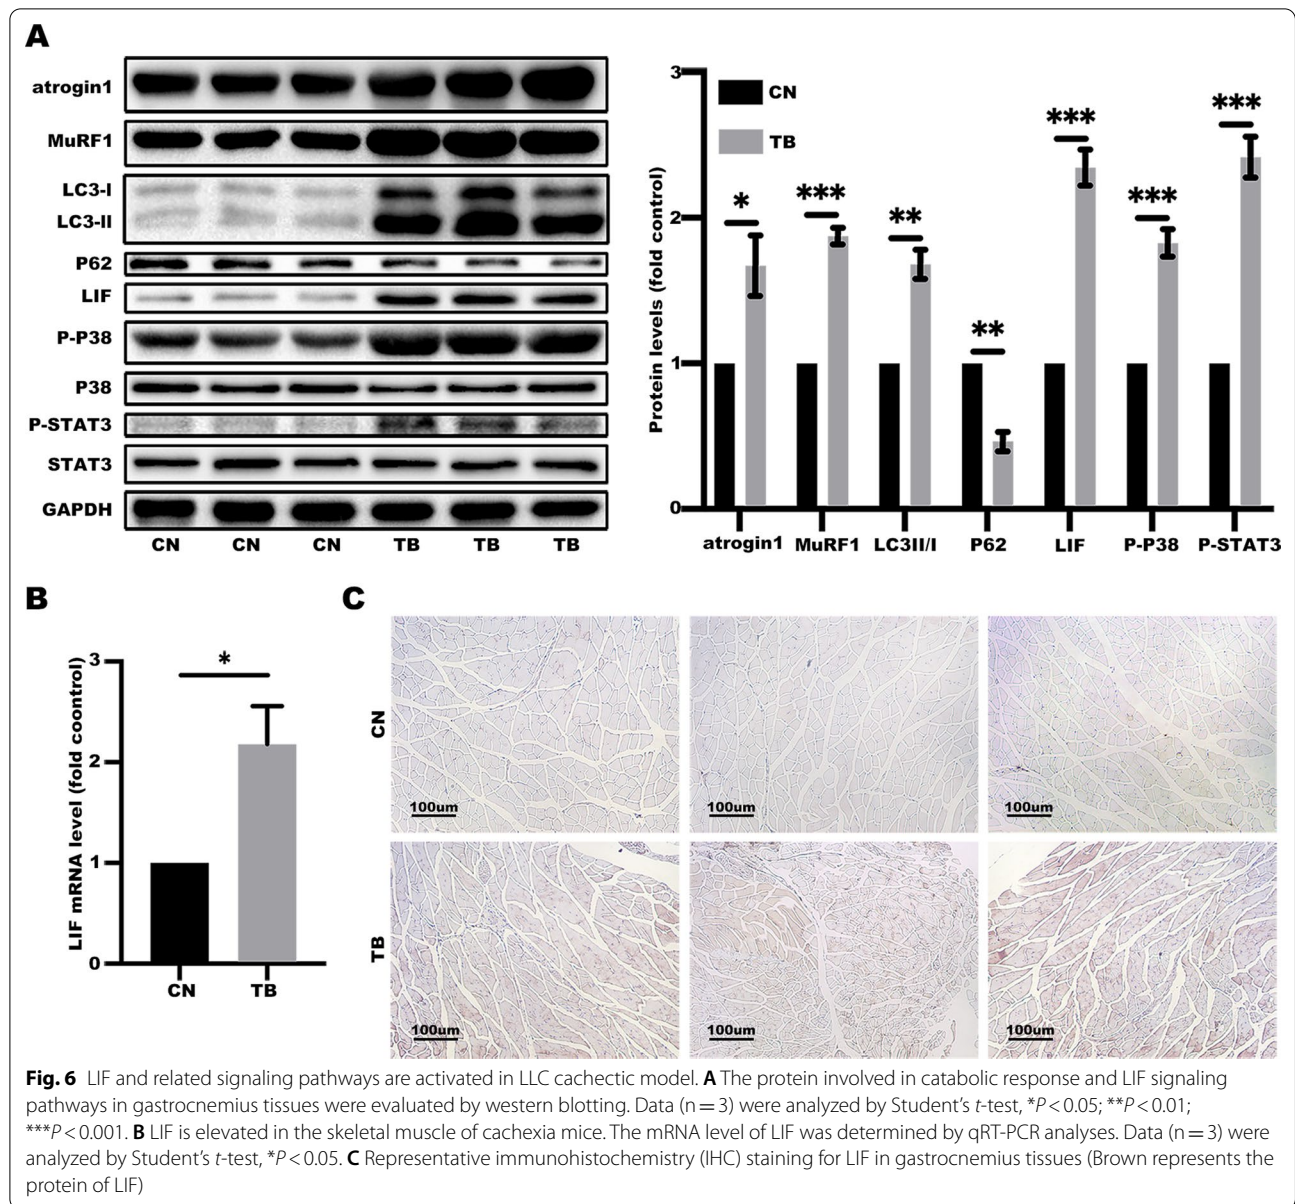 A
atrogin1
MuRF1
LC3-I
LC3-II
P62
LIF
P-P38
P38
P-STAT3
STAT3
GAPDH
CN CN CN TB TB TB
Protein levels (fold control)
3
2
1
0
CN
TB
* *** ** ** *** *** ***
atrogin1 MuRF1 LC3II/I P62 LIF P-P38 P-STAT3
B
LIF mRNA level (fold coontrol)
3
2
1
0
*
CN TB
C
CN
100um 100um 100um
TB
100um 100um 100um
Fig. 6 LIF and related signaling pathways are activated in LLC cachectic model. A The protein involved in catabolic response and LIF signaling
pathways in gastrocnemius tissues were evaluated by western blotting. Data (n = 3) were analyzed by Student's t-test, *P < 0.05; **P < 0.01;
***P < 0.001. B LIF is elevated in the skeletal muscle of cachexia mice. The mRNA level of LIF was determined by qRT-PCR analyses. Data (n = 3) were
analyzed by Student's t-test, *P < 0.05. C Representative immunohistochemistry (IHC) staining for LIF in gastrocnemius tissues (Brown represents the
protein of LIF)